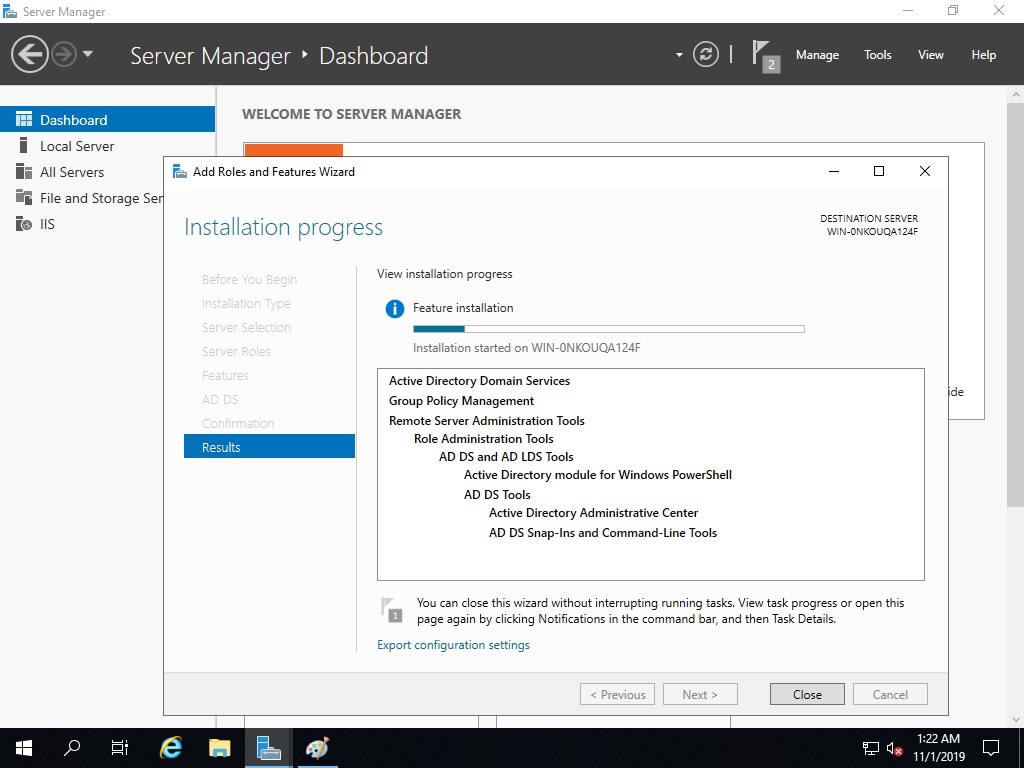 Server Manager
Server Manager ‣ Dashboard
2
Manage
Tools
View
Help
Dashboard
Local Server
All Servers
File and Storage Ser
IIS
WELCOME TO SERVER MANAGER
Add Roles and Features Wizard
Installation progress
DESTINATION SERVER
WIN-0NKOUQA124F
Before You Begin
Installation Type
Server Selection
Server Roles
Features
AD DS
Confirmation
Results
View installation progress
Feature installation
Installation started on WIN-0NKOUQA124F
Active Directory Domain Services
Group Policy Management
Remote Server Administration Tools
Role Administration Tools
AD DS and AD LDS Tools
Active Directory module for Windows PowerShell
AD DS Tools
Active Directory Administrative Center
AD DS Snap-Ins and Command-Line Tools
ide
1
You can close this wizard without interrupting running tasks. View task progress or open this
page again by clicking Notifications in the command bar, and then Task Details.
Export configuration settings
< Previous
Next >
Close
Cancel
1:22 AM
11/1/2019